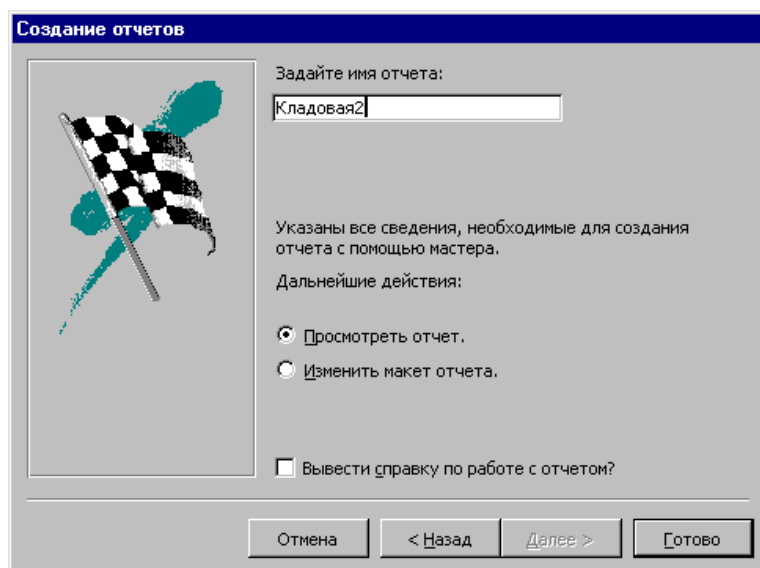 Создание отчетов
Задайте имя отчета:
Кладовая2
Указаны все сведения, необходимые для создания
отчета с помощью мастера.
Дальнейшие действия:
Просмотреть отчет.
Изменить макет отчета.
Вывести справку по работе с отчетом?
Отмена
< Назад
Далее >
Готово